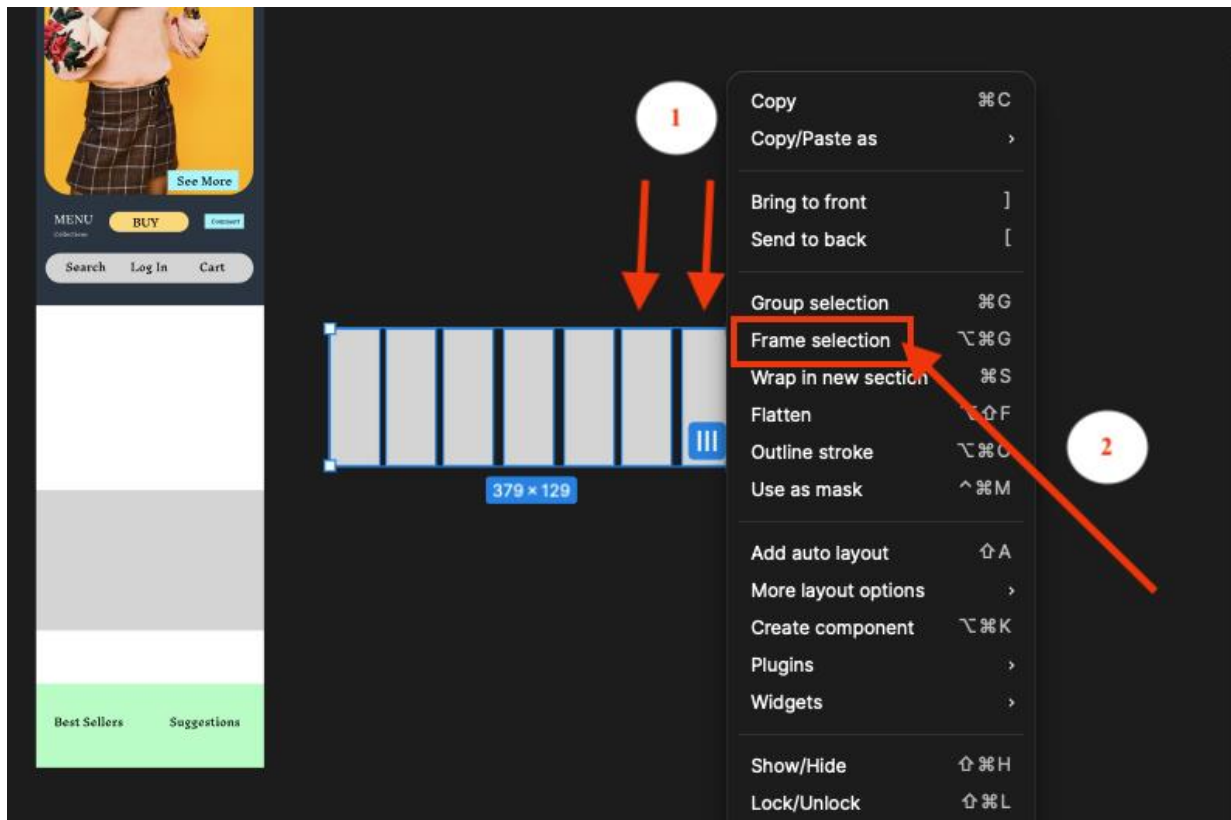 See More
MENU
BUY
Collections
Search Log In Cart
Best Sellers Suggestions
1
379 × 129
Copy ⌘C
Copy/Paste as ›
Bring to front ]
Send to back [
Group selection ⌘G
Frame selection ⌥⌘G
Wrap in new section ⌘S
Flatten ⌥⇧F
Outline stroke ⌥⌘O
Use as mask ^⌘M
Add auto layout ⇧A
More layout options ›
Create component ⌥⌘K
Plugins ›
Widgets ›
Show/Hide ⇧⌘H
Lock/Unlock ⇧⌘L
2